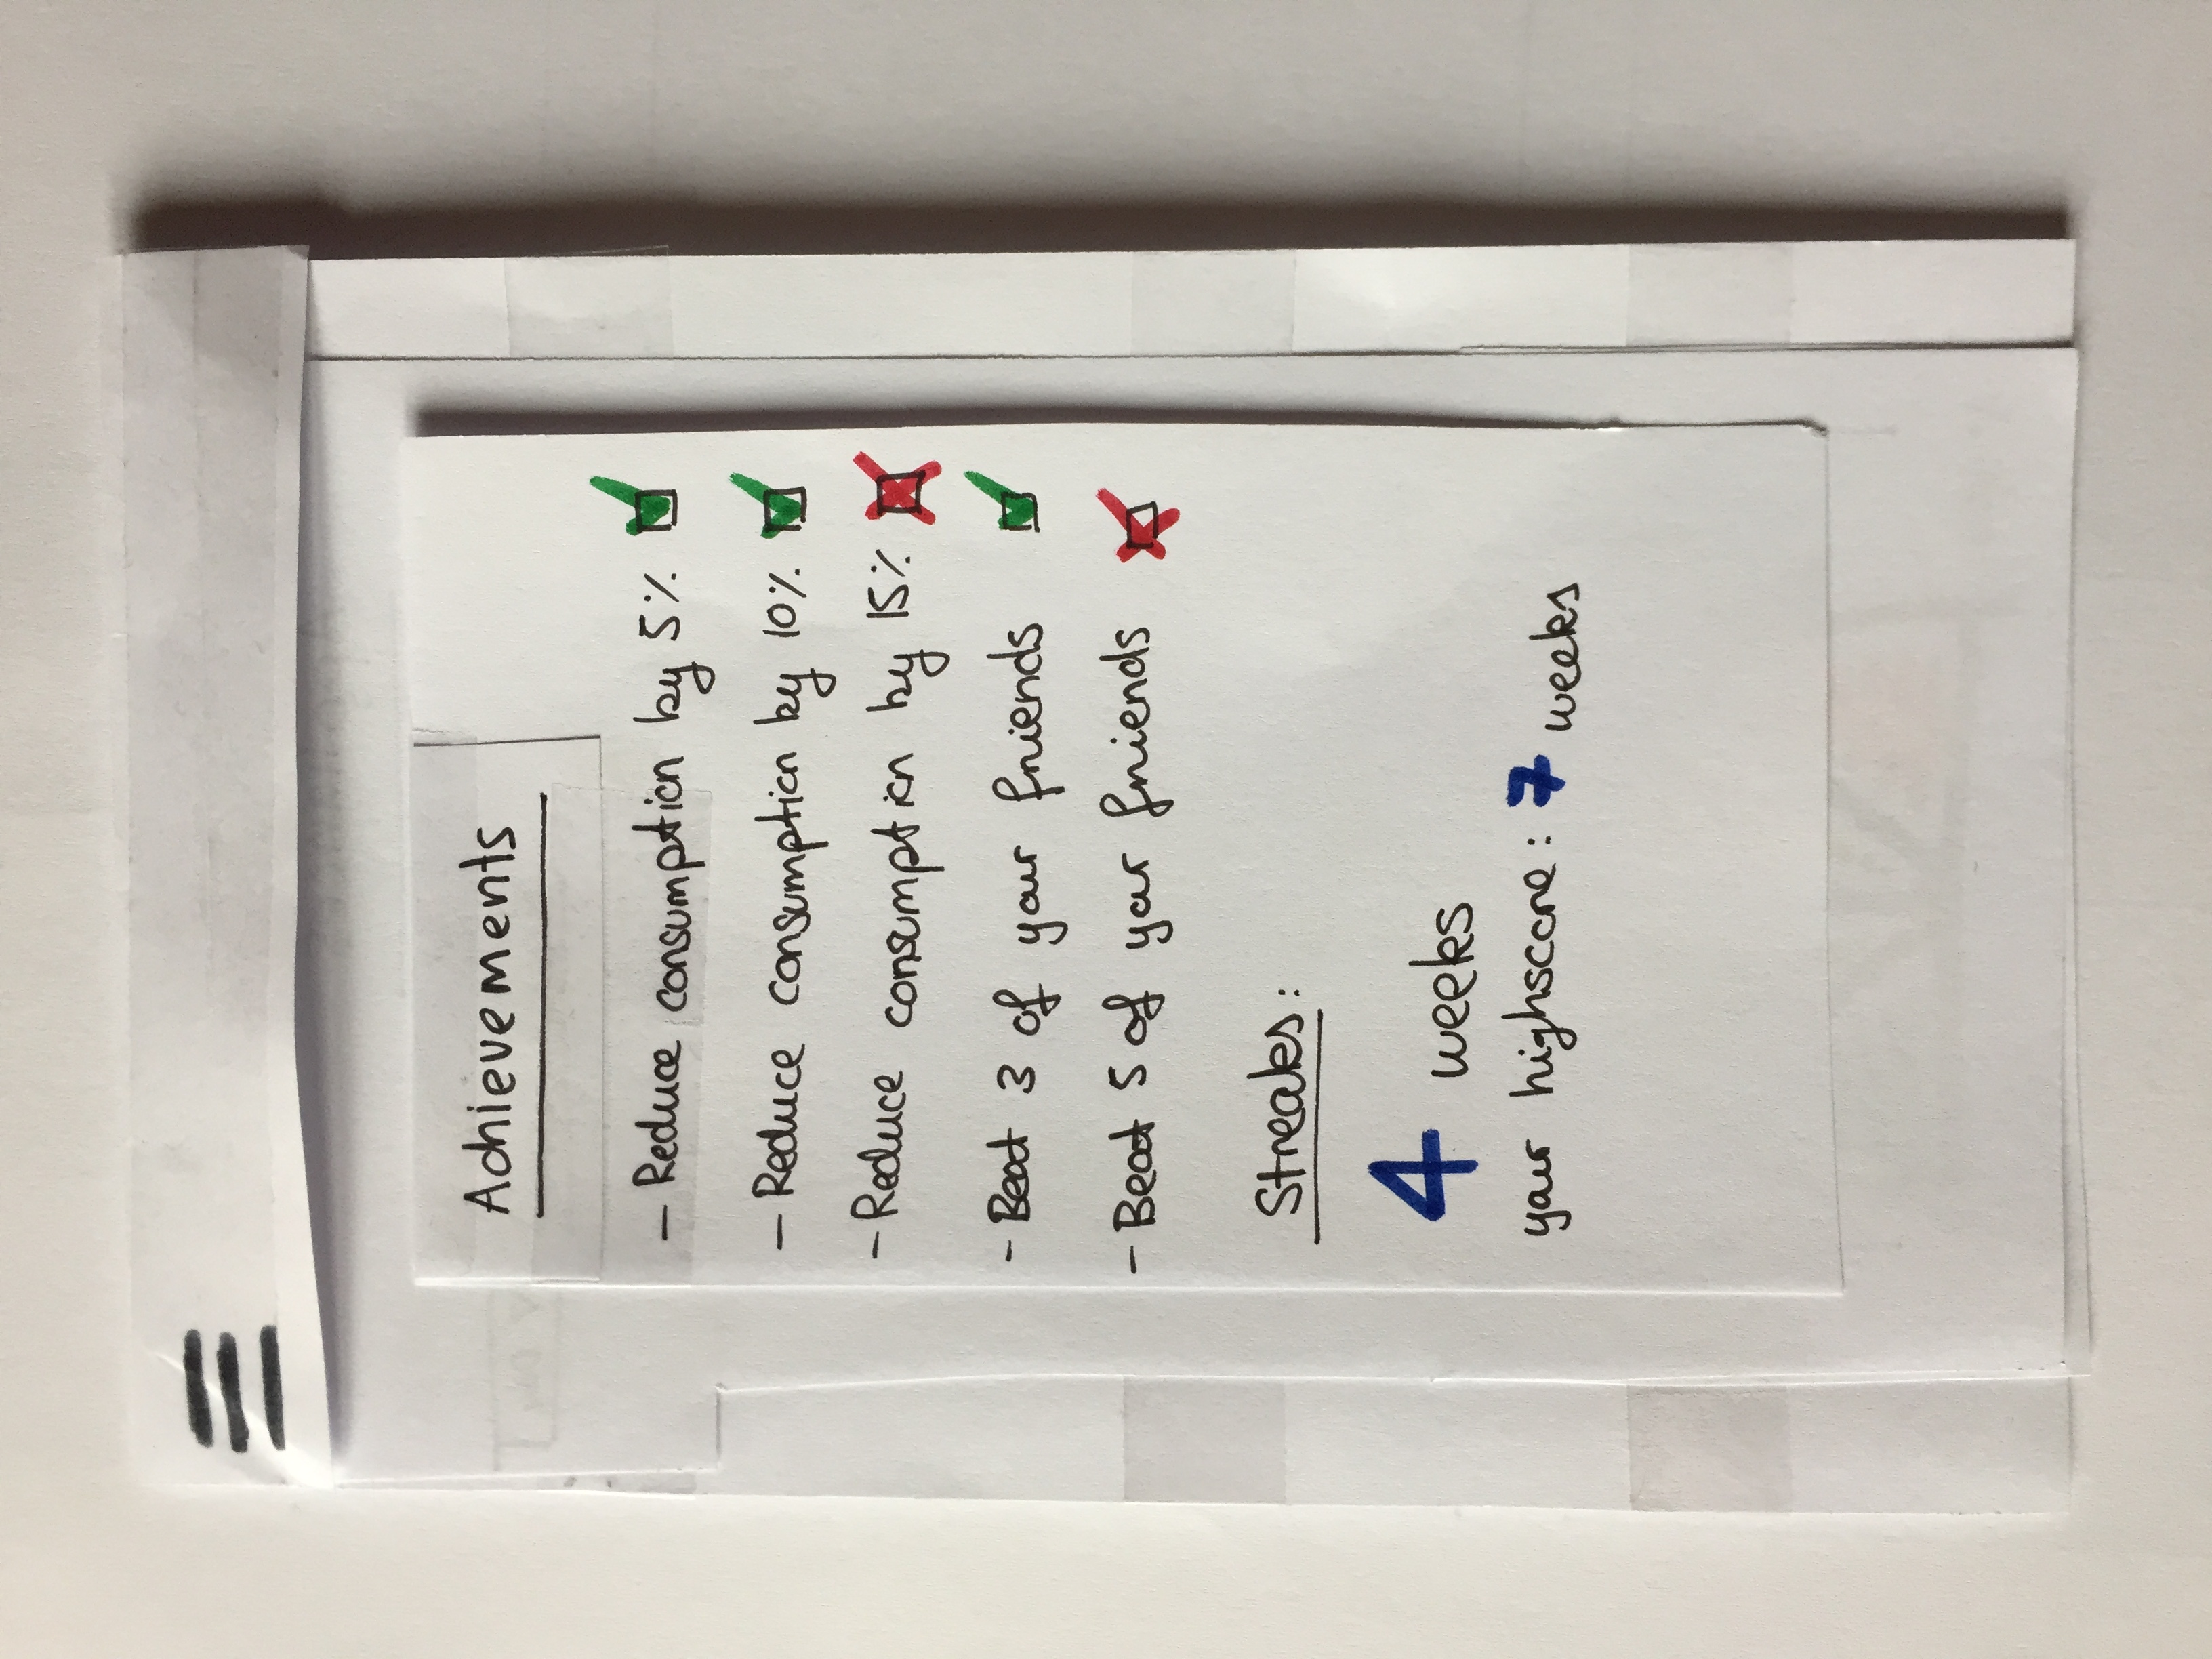 Achievements
- Reduce consumption by 5%
- Reduce consumption by 10%
- Reduce consumption by 15%
- Beat 3 of your friends
- Beat 5 of your friends
Streaks:
4 weeks
your highscore: 7 weeks